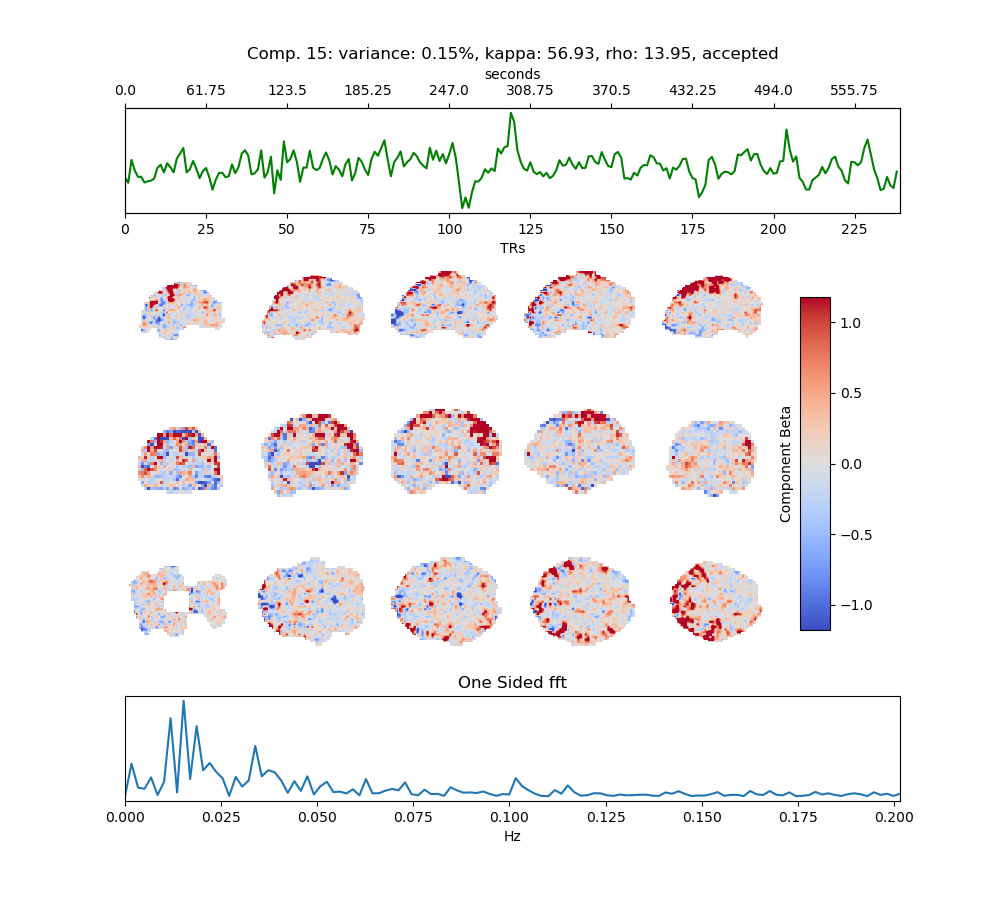 Comp. 15: variance: 0.15%, kappa: 56.93, rho: 13.95, accepted
seconds
0.0 61.75 123.5 185.25 247.0 308.75 370.5 432.25 494.0 555.75
0 25 50 75 100 125 150 175 200 225
TRs
1.0
0.5
0.0
−0.5
−1.0
Component Beta
One Sided fft
0.000 0.025 0.050 0.075 0.100 0.125 0.150 0.175 0.200
Hz